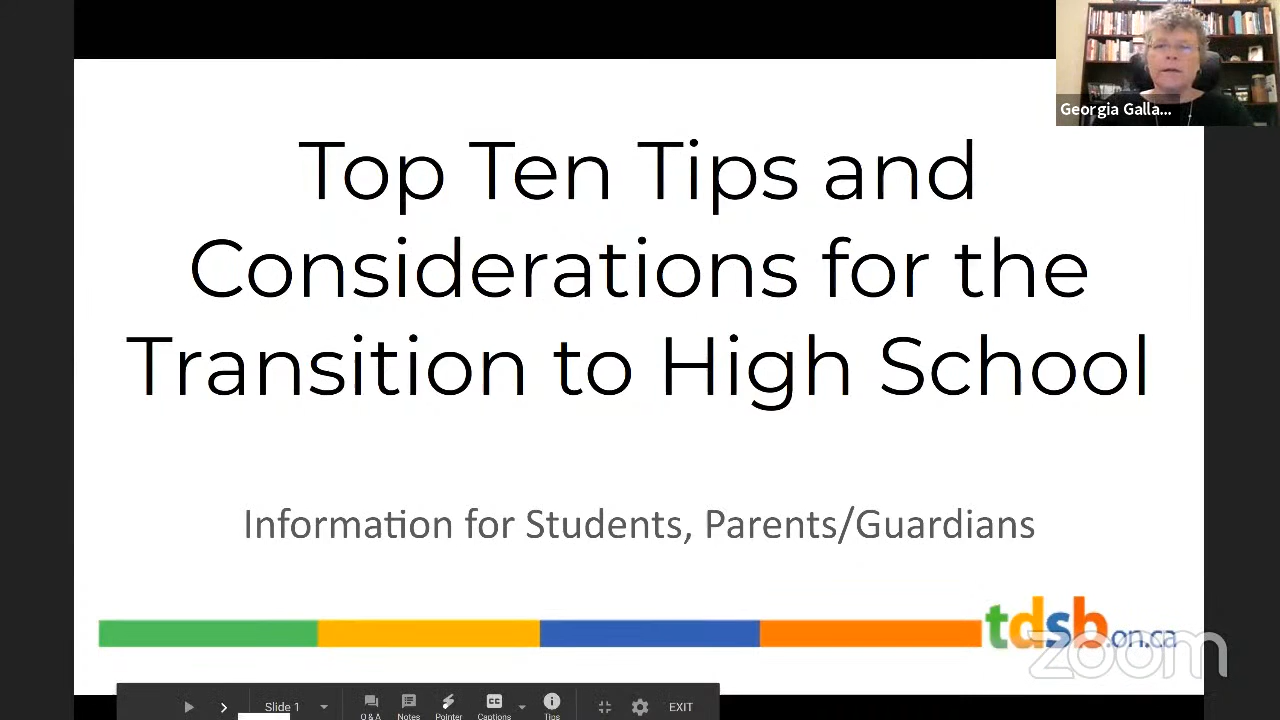 Georgia Galla...
Top Ten Tips and
Considerations for the
Transition to High School
Information for Students, Parents/Guardians
tdsb.on.ca
zoom
Slide 1
Q & A
Notes
Pointer
Captions
Tips
EXIT